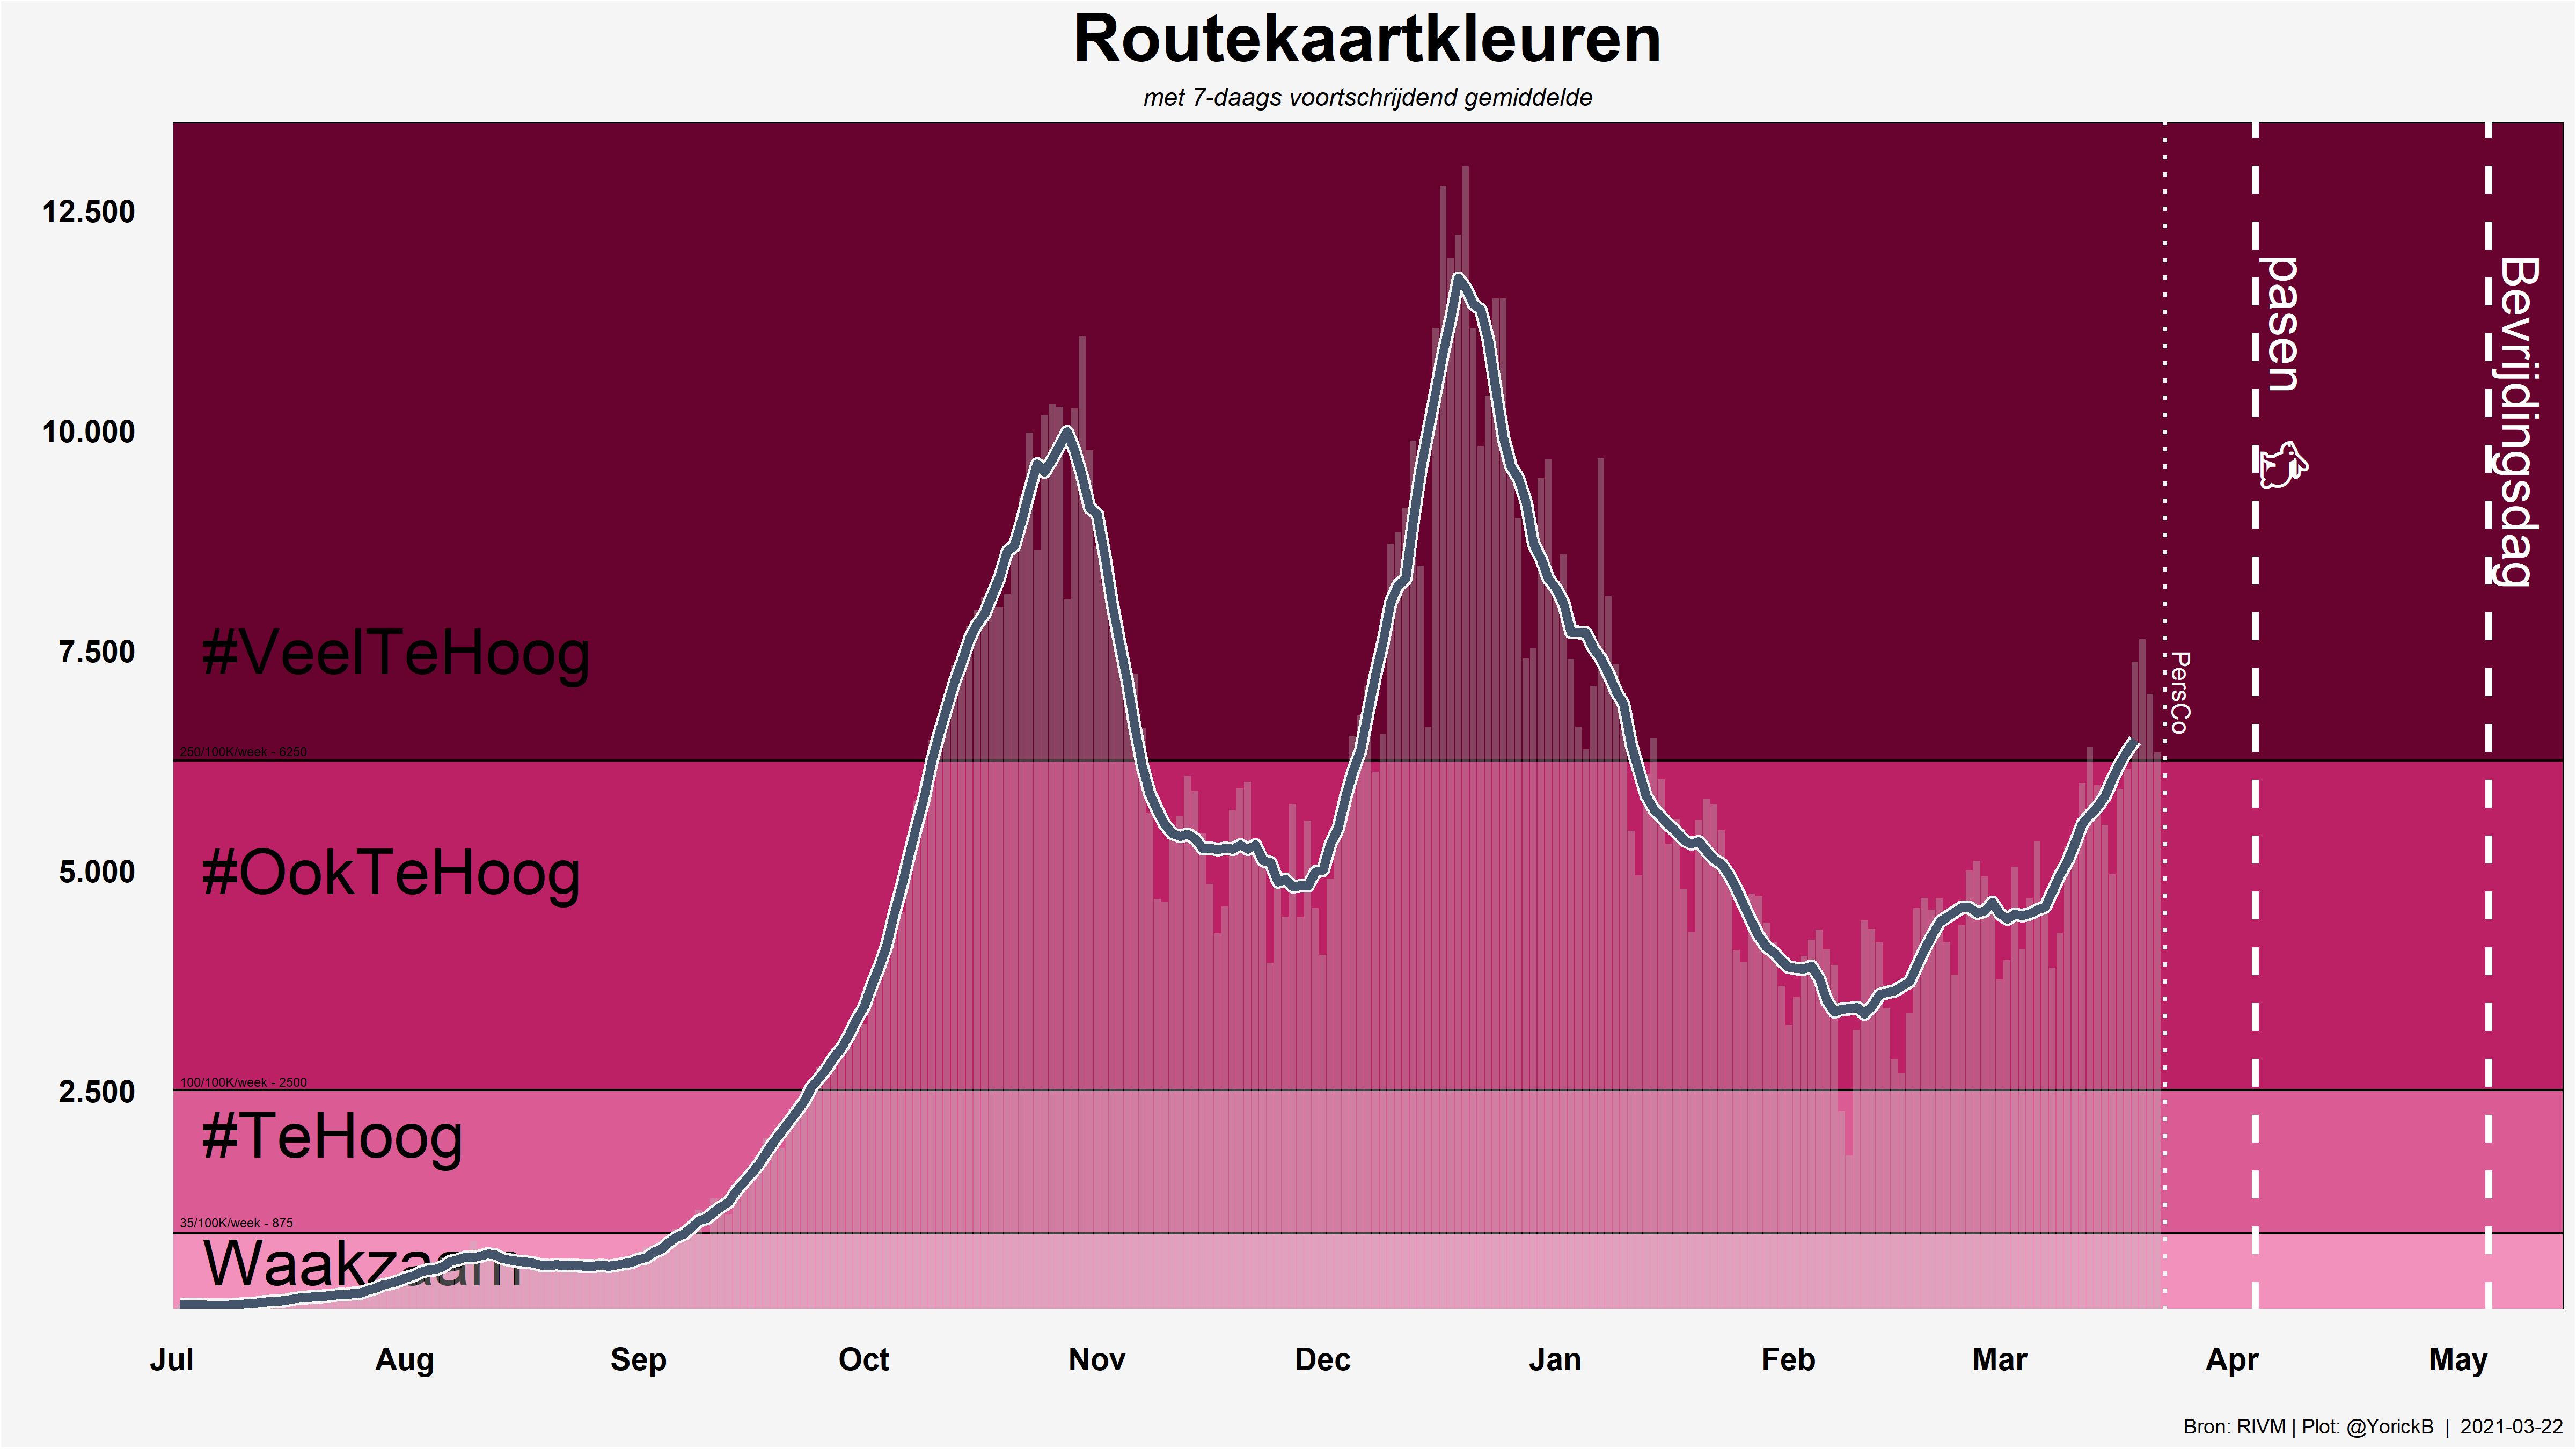 Routekaartkleuren
met 7-daags voortschrijdend gemiddelde
12.500
10.000
7.500
5.000
2.500
#VeelTeHoog
250/100K/week - 6250
#OokTeHoog
100/100K/week - 2500
#TeHoog
35/100K/week - 875
Waakzaam
PersCo
pasen
Bevrijdingsdag
Jul Aug Sep Oct Nov Dec Jan Feb Mar Apr May
Bron: RIVM | Plot: @YorickB | 2021-03-22